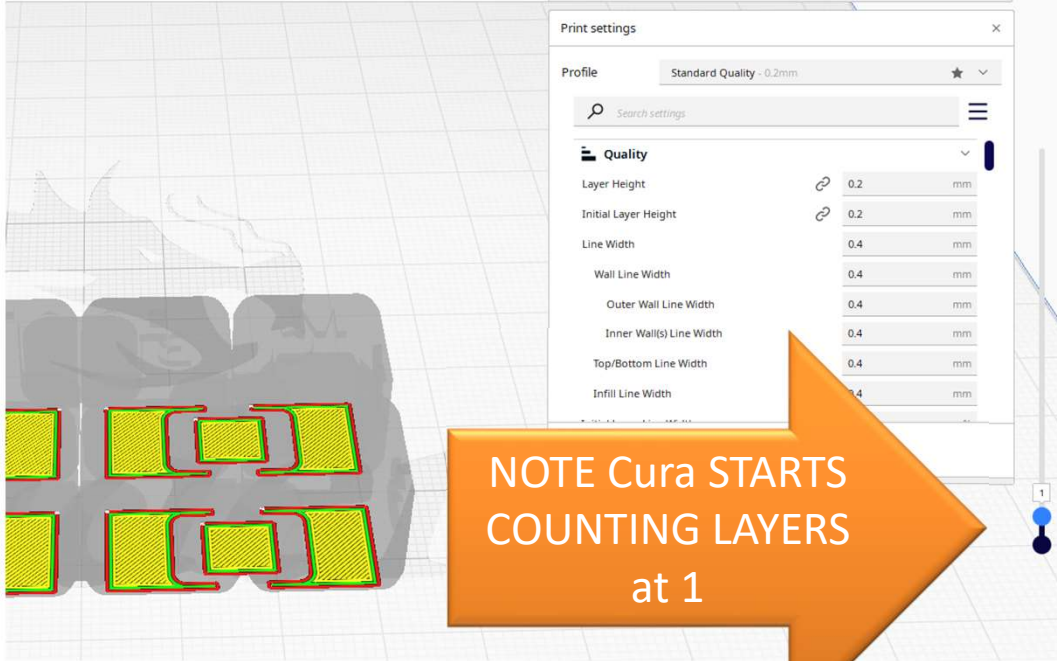 Print settings
Profile
Standard Quality - 0.2mm
Search settings
Quality
Layer Height 0.2 mm
Initial Layer Height 0.2 mm
Line Width 0.4 mm
Wall Line Width 0.4 mm
Outer Wall Line Width 0.4 mm
Inner Wall(s) Line Width 0.4 mm
Top/Bottom Line Width 0.4 mm
Infill Line Width mm
NOTE Cura STARTS
COUNTING LAYERS
at 1
1